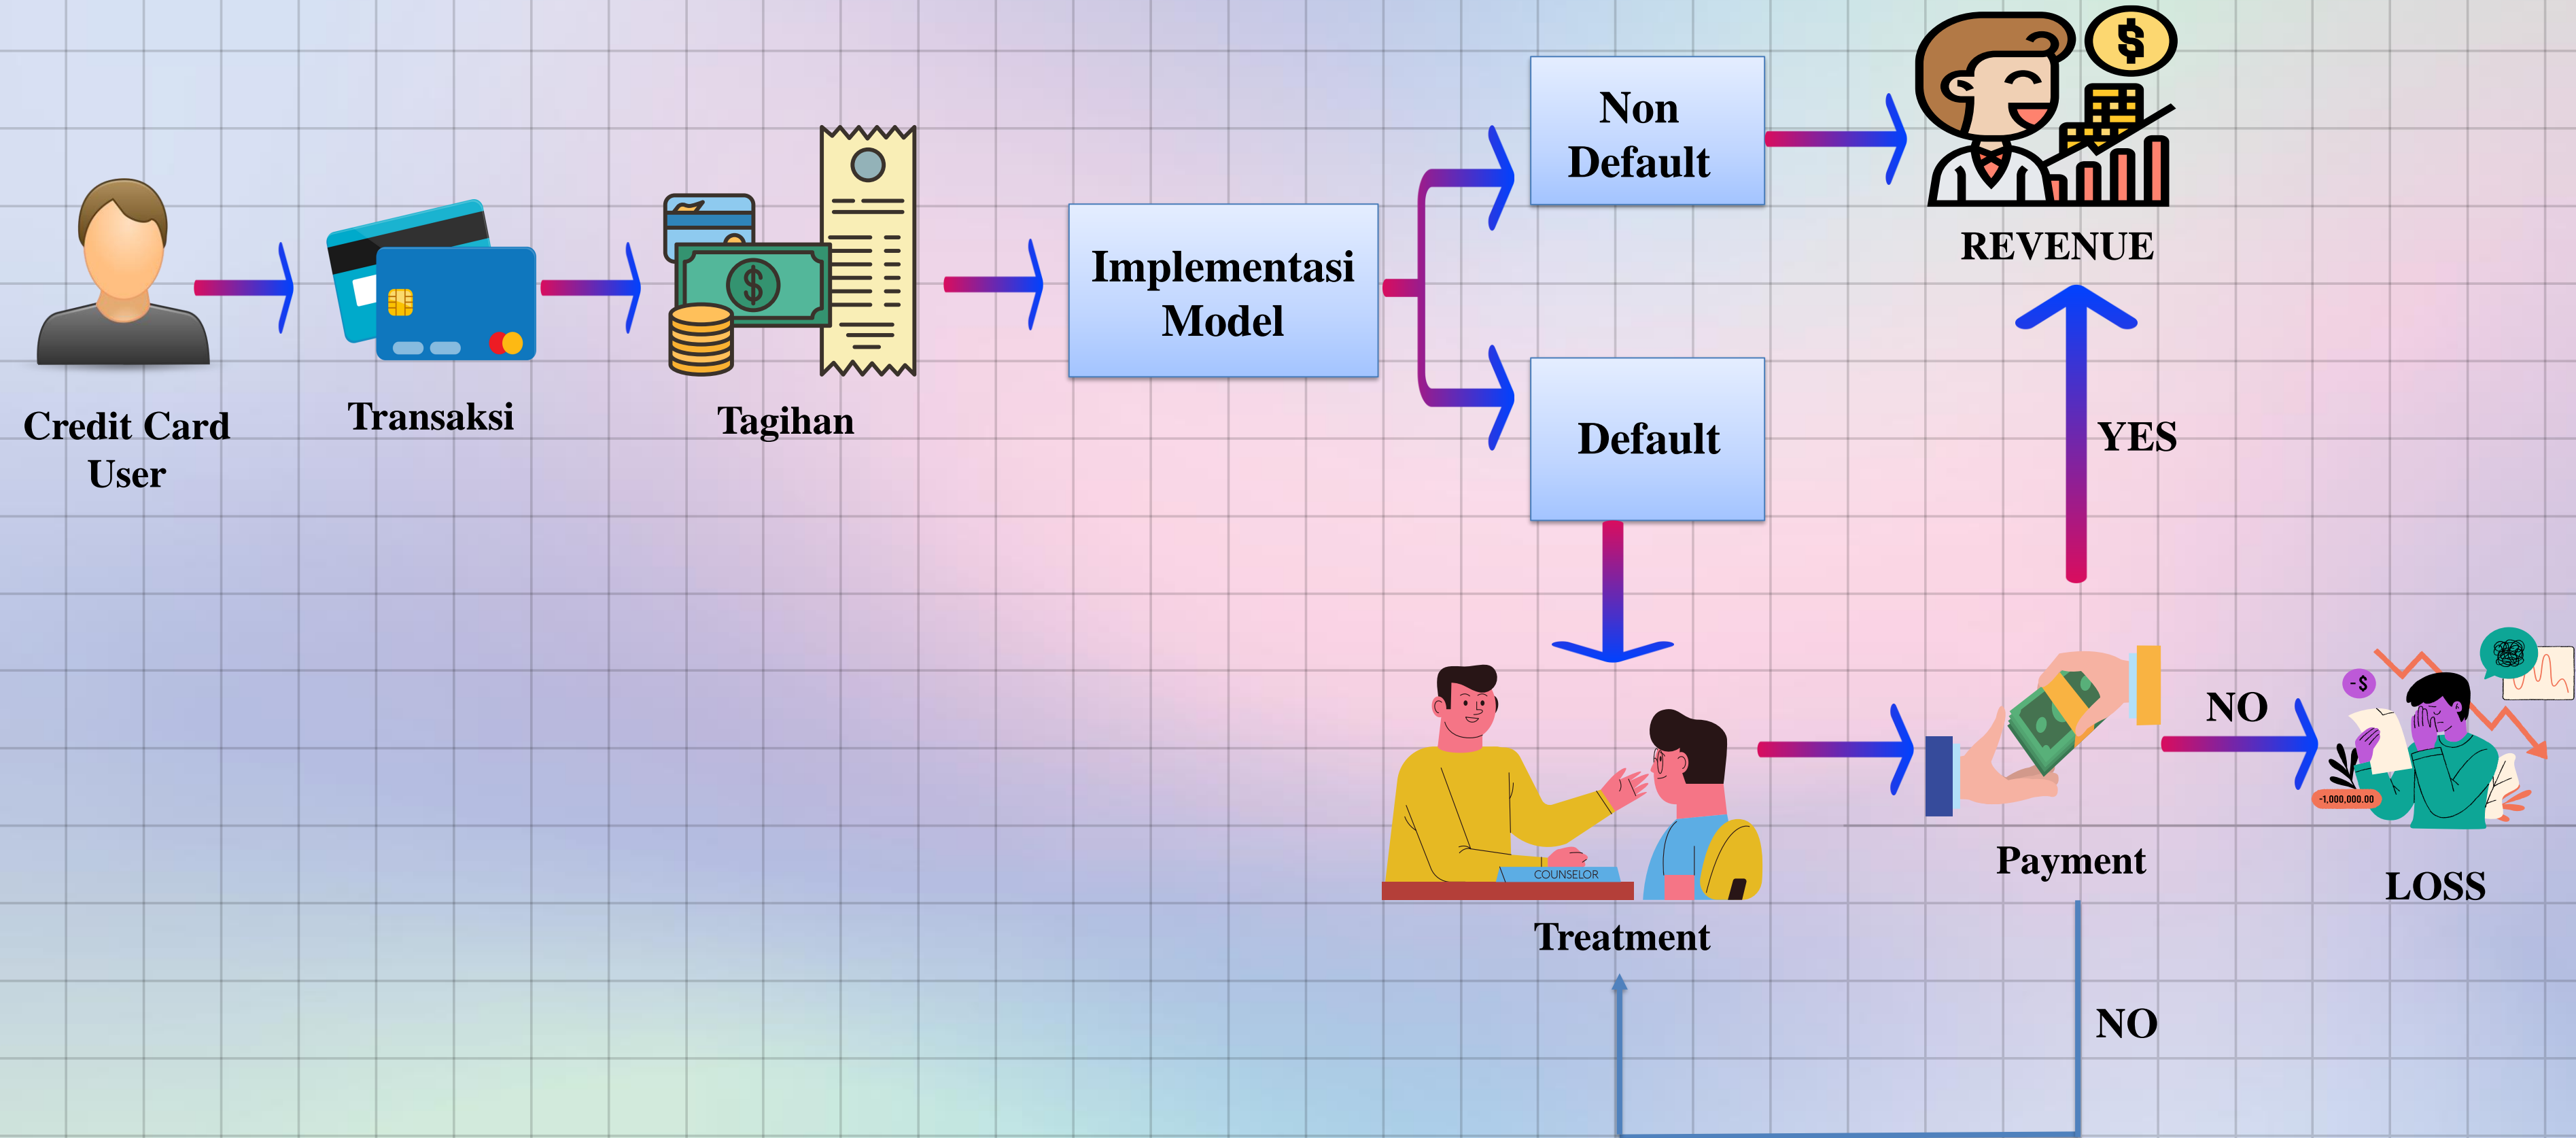 Credit Card
User
Transaksi
Tagihan
$
Implementasi
Model
Non
Default
Default
$
REVENUE
YES
COUNSELOR
Treatment
Payment
NO
NO
-$
-1,000,000.00
LOSS